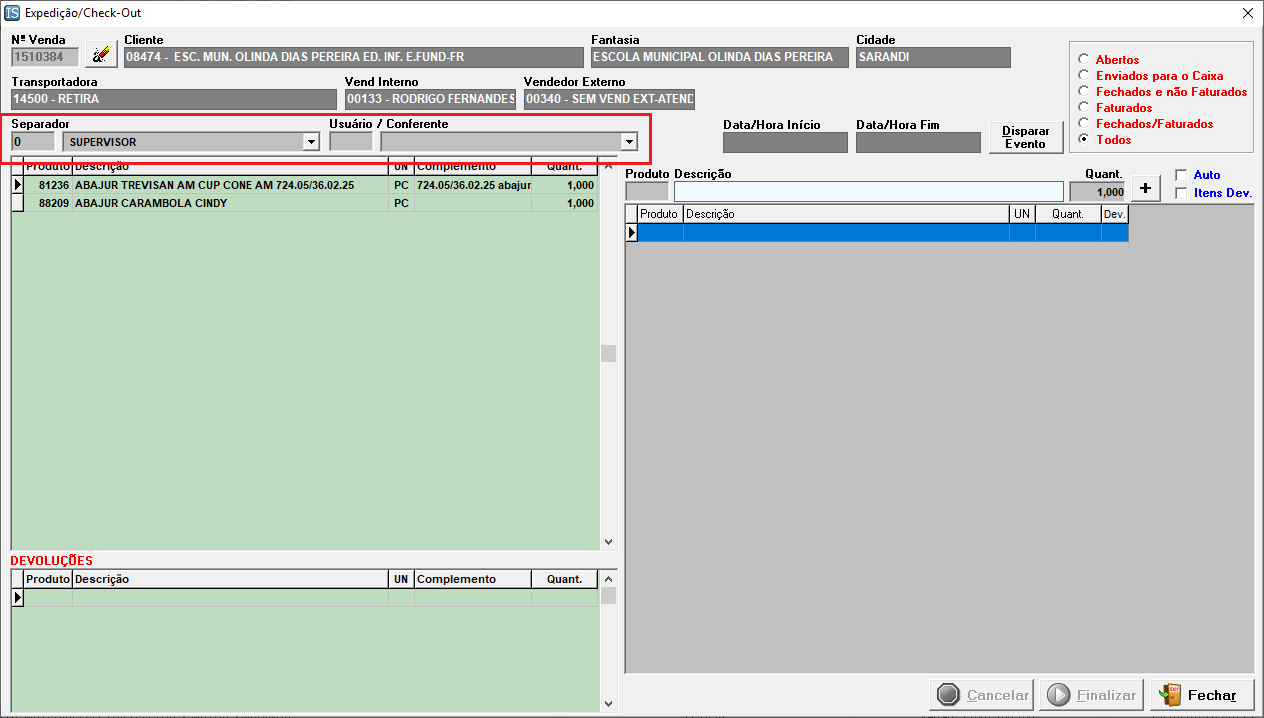 IS Expedição/Check-Out
Nº Venda Cliente Fantasia Cidade
1510384 08474 - ESC. MUN. OLINDA DIAS PEREIRA ED. INF. E.FUND-FR ESCOLA MUNICIPAL OLINDA DIAS PEREIRA SARANDI
Transportadora Vend Interno Vendedor Externo
14500 - RETIRA 00133 - RODRIGO FERNANDES 00340 - SEM VEND EXT-ATEND
Abertos
Enviados para o Caixa
Fechados e não Faturados
Faturados
Fechados/Faturados
Todos
Separador Usuário / Conferente Data/Hora Início Data/Hora Fim
0 SUPERVISOR
Disparar
Evento
Produto Descrição UN Complemento Quant.
81236 ABAJUR TREVISAN AM CUP CONE AM 724.05/36.02.25 PC 724.05/36.02.25 abajur 1,000
88209 ABAJUR CARAMBOLA CINDY PC 1,000
Produto Descrição Quant.
1,000 +
Auto
Itens Dev.
Produto Descrição UN Quant. Dev.
DEVOLUÇÕES
Produto Descrição UN Complemento Quant.
Cancelar Finalizar Fechar